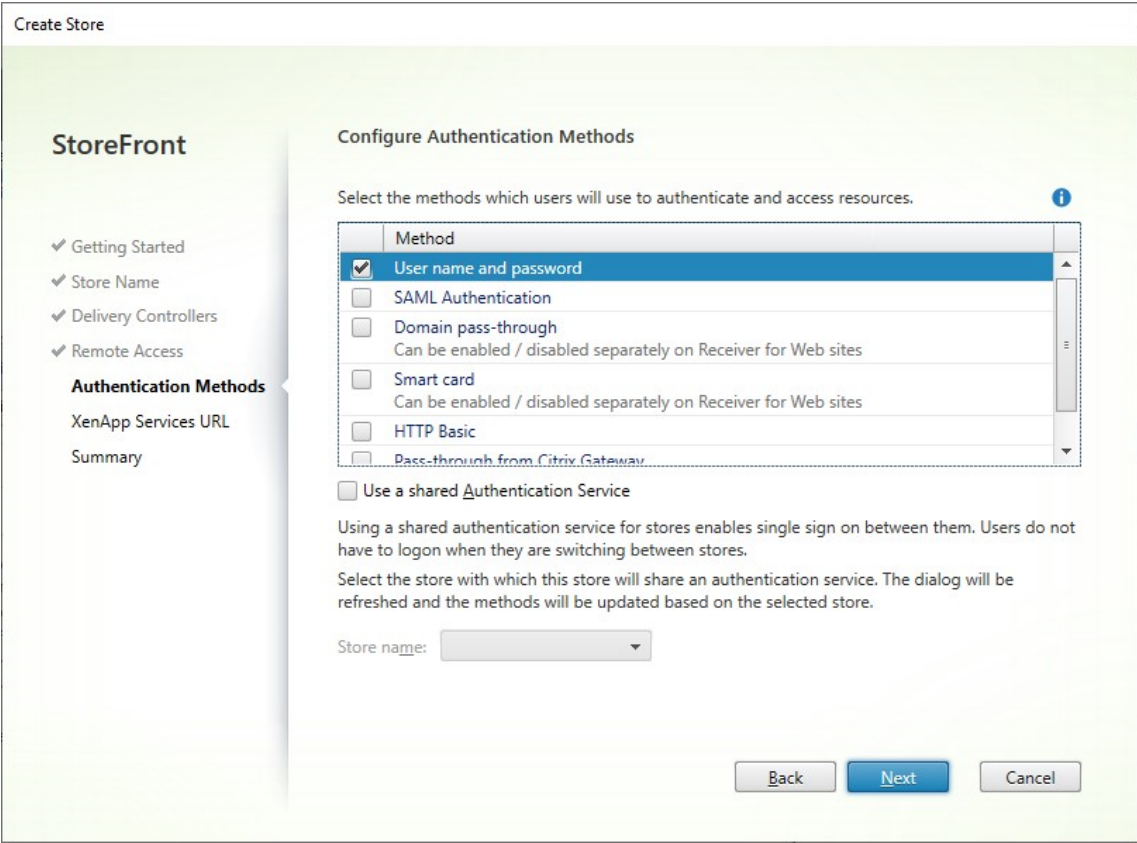 Create Store
StoreFront
Getting Started
Store Name
Delivery Controllers
Remote Access
Authentication Methods
XenApp Services URL
Summary
Configure Authentication Methods
Select the methods which users will use to authenticate and access resources.
Method
User name and password
SAML Authentication
Domain pass-through
Can be enabled / disabled separately on Receiver for Web sites
Smart card
Can be enabled / disabled separately on Receiver for Web sites
HTTP Basic
Pass-through from Citrix Gateway
Use a shared Authentication Service
Using a shared authentication service for stores enables single sign on between them. Users do not
have to logon when they are switching between stores.
Select the store with which this store will share an authentication service. The dialog will be
refreshed and the methods will be updated based on the selected store.
Store name:
Back
Next
Cancel